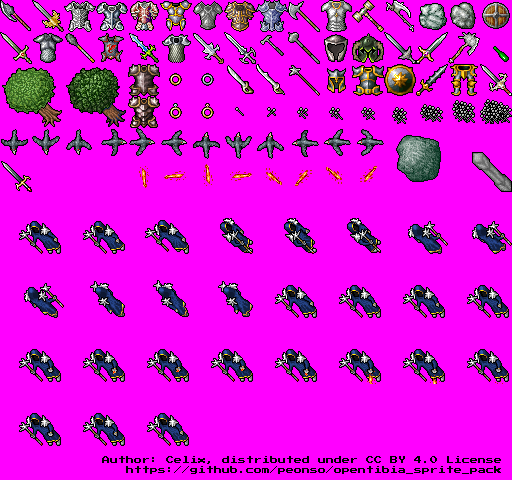 Author: Celix, distributed under CC BY 4.0 License
https://github.com/peonso/opentibia_sprite_pack